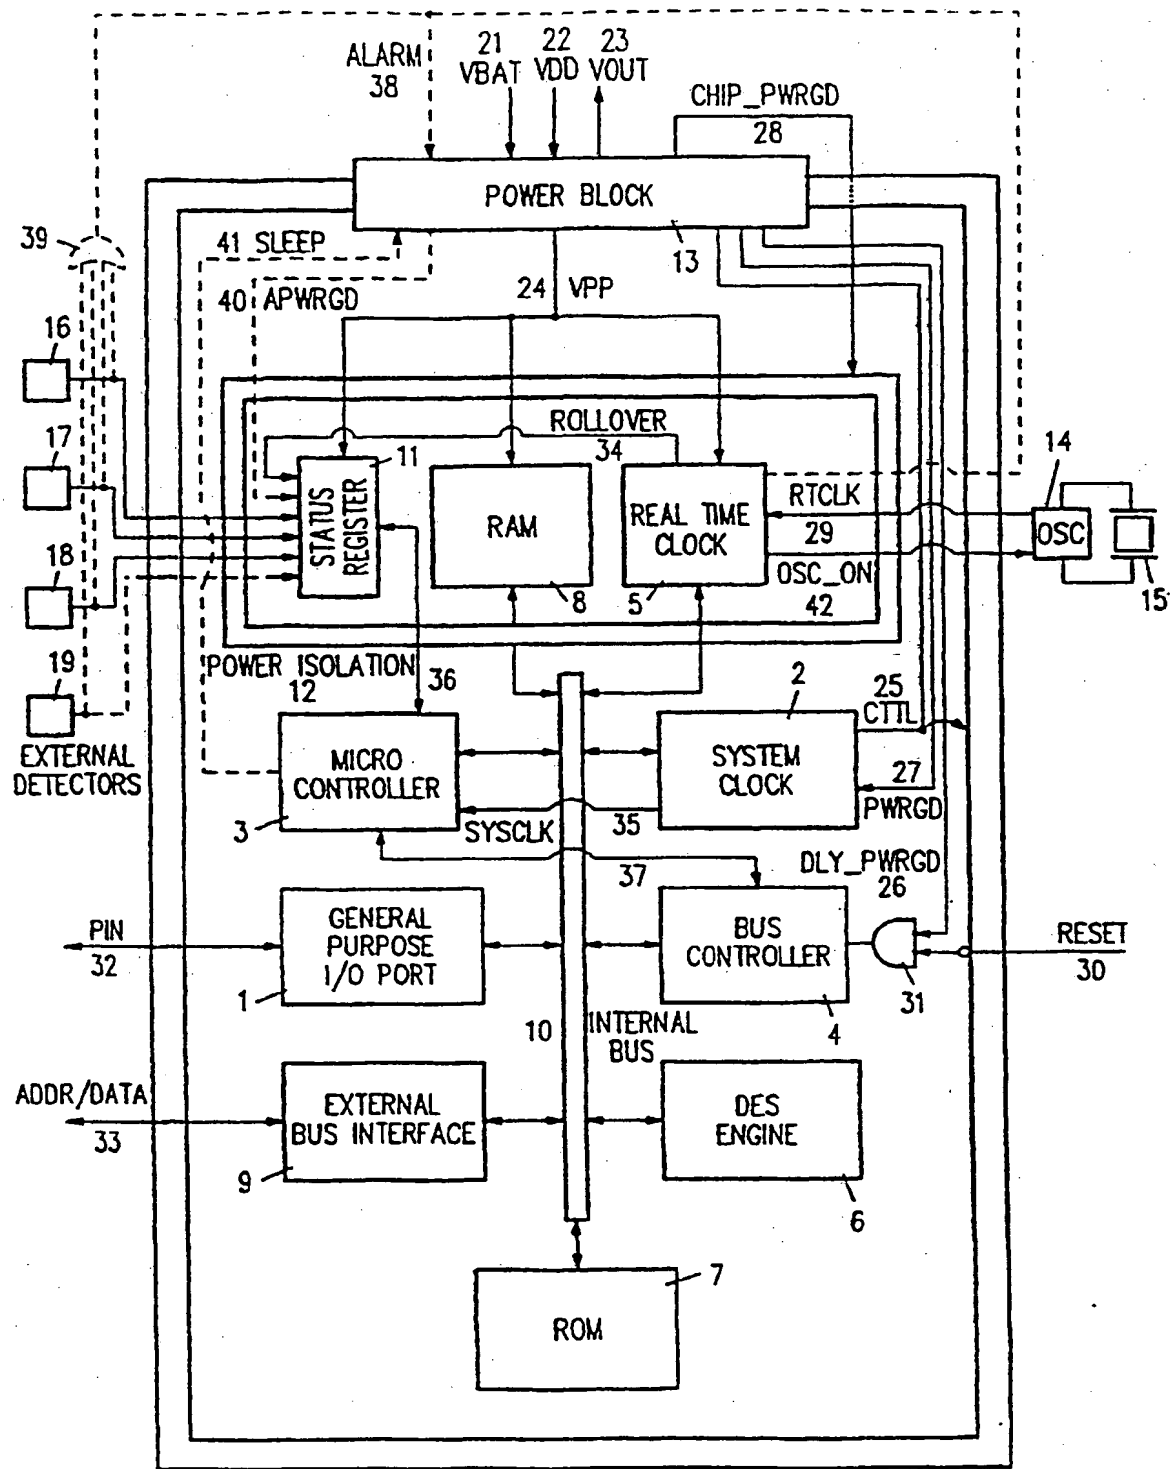 21 22 23
ALARM VBAT VDD VOUT
38
CHIP_PWRGD
28
POWER BLOCK
13
39
41 SLEEP
40 APWRGD
24 VPP
16
17
18
19
EXTERNAL
DETECTORS
ROLLOVER
34
11
STATUS
REGISTER
RAM
8
REAL TIME
CLOCK
5
RTCLK
29
OSC_ON
42
14
OSC
15
POWER ISOLATION
12
36
2
25
CTTL
MICRO
CONTROLLER
3
SYSTEM
CLOCK
27
PWRGD
SYSCLK
35
37
DLY_PWRGD
26
PIN
32
GENERAL
PURPOSE
I/O PORT
1
BUS
CONTROLLER
4
31
RESET
30
10
INTERNAL
BUS
ADDR/DATA
33
EXTERNAL
BUS INTERFACE
9
DES
ENGINE
6
7
ROM